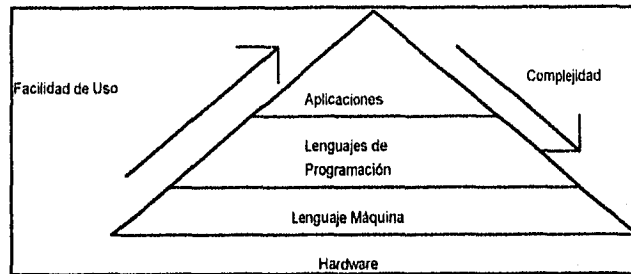 Facilidad de Uso
Complejidad
Aplicaciones
Lenguajes de
Programación
Lenguaje Máquina
Hardware